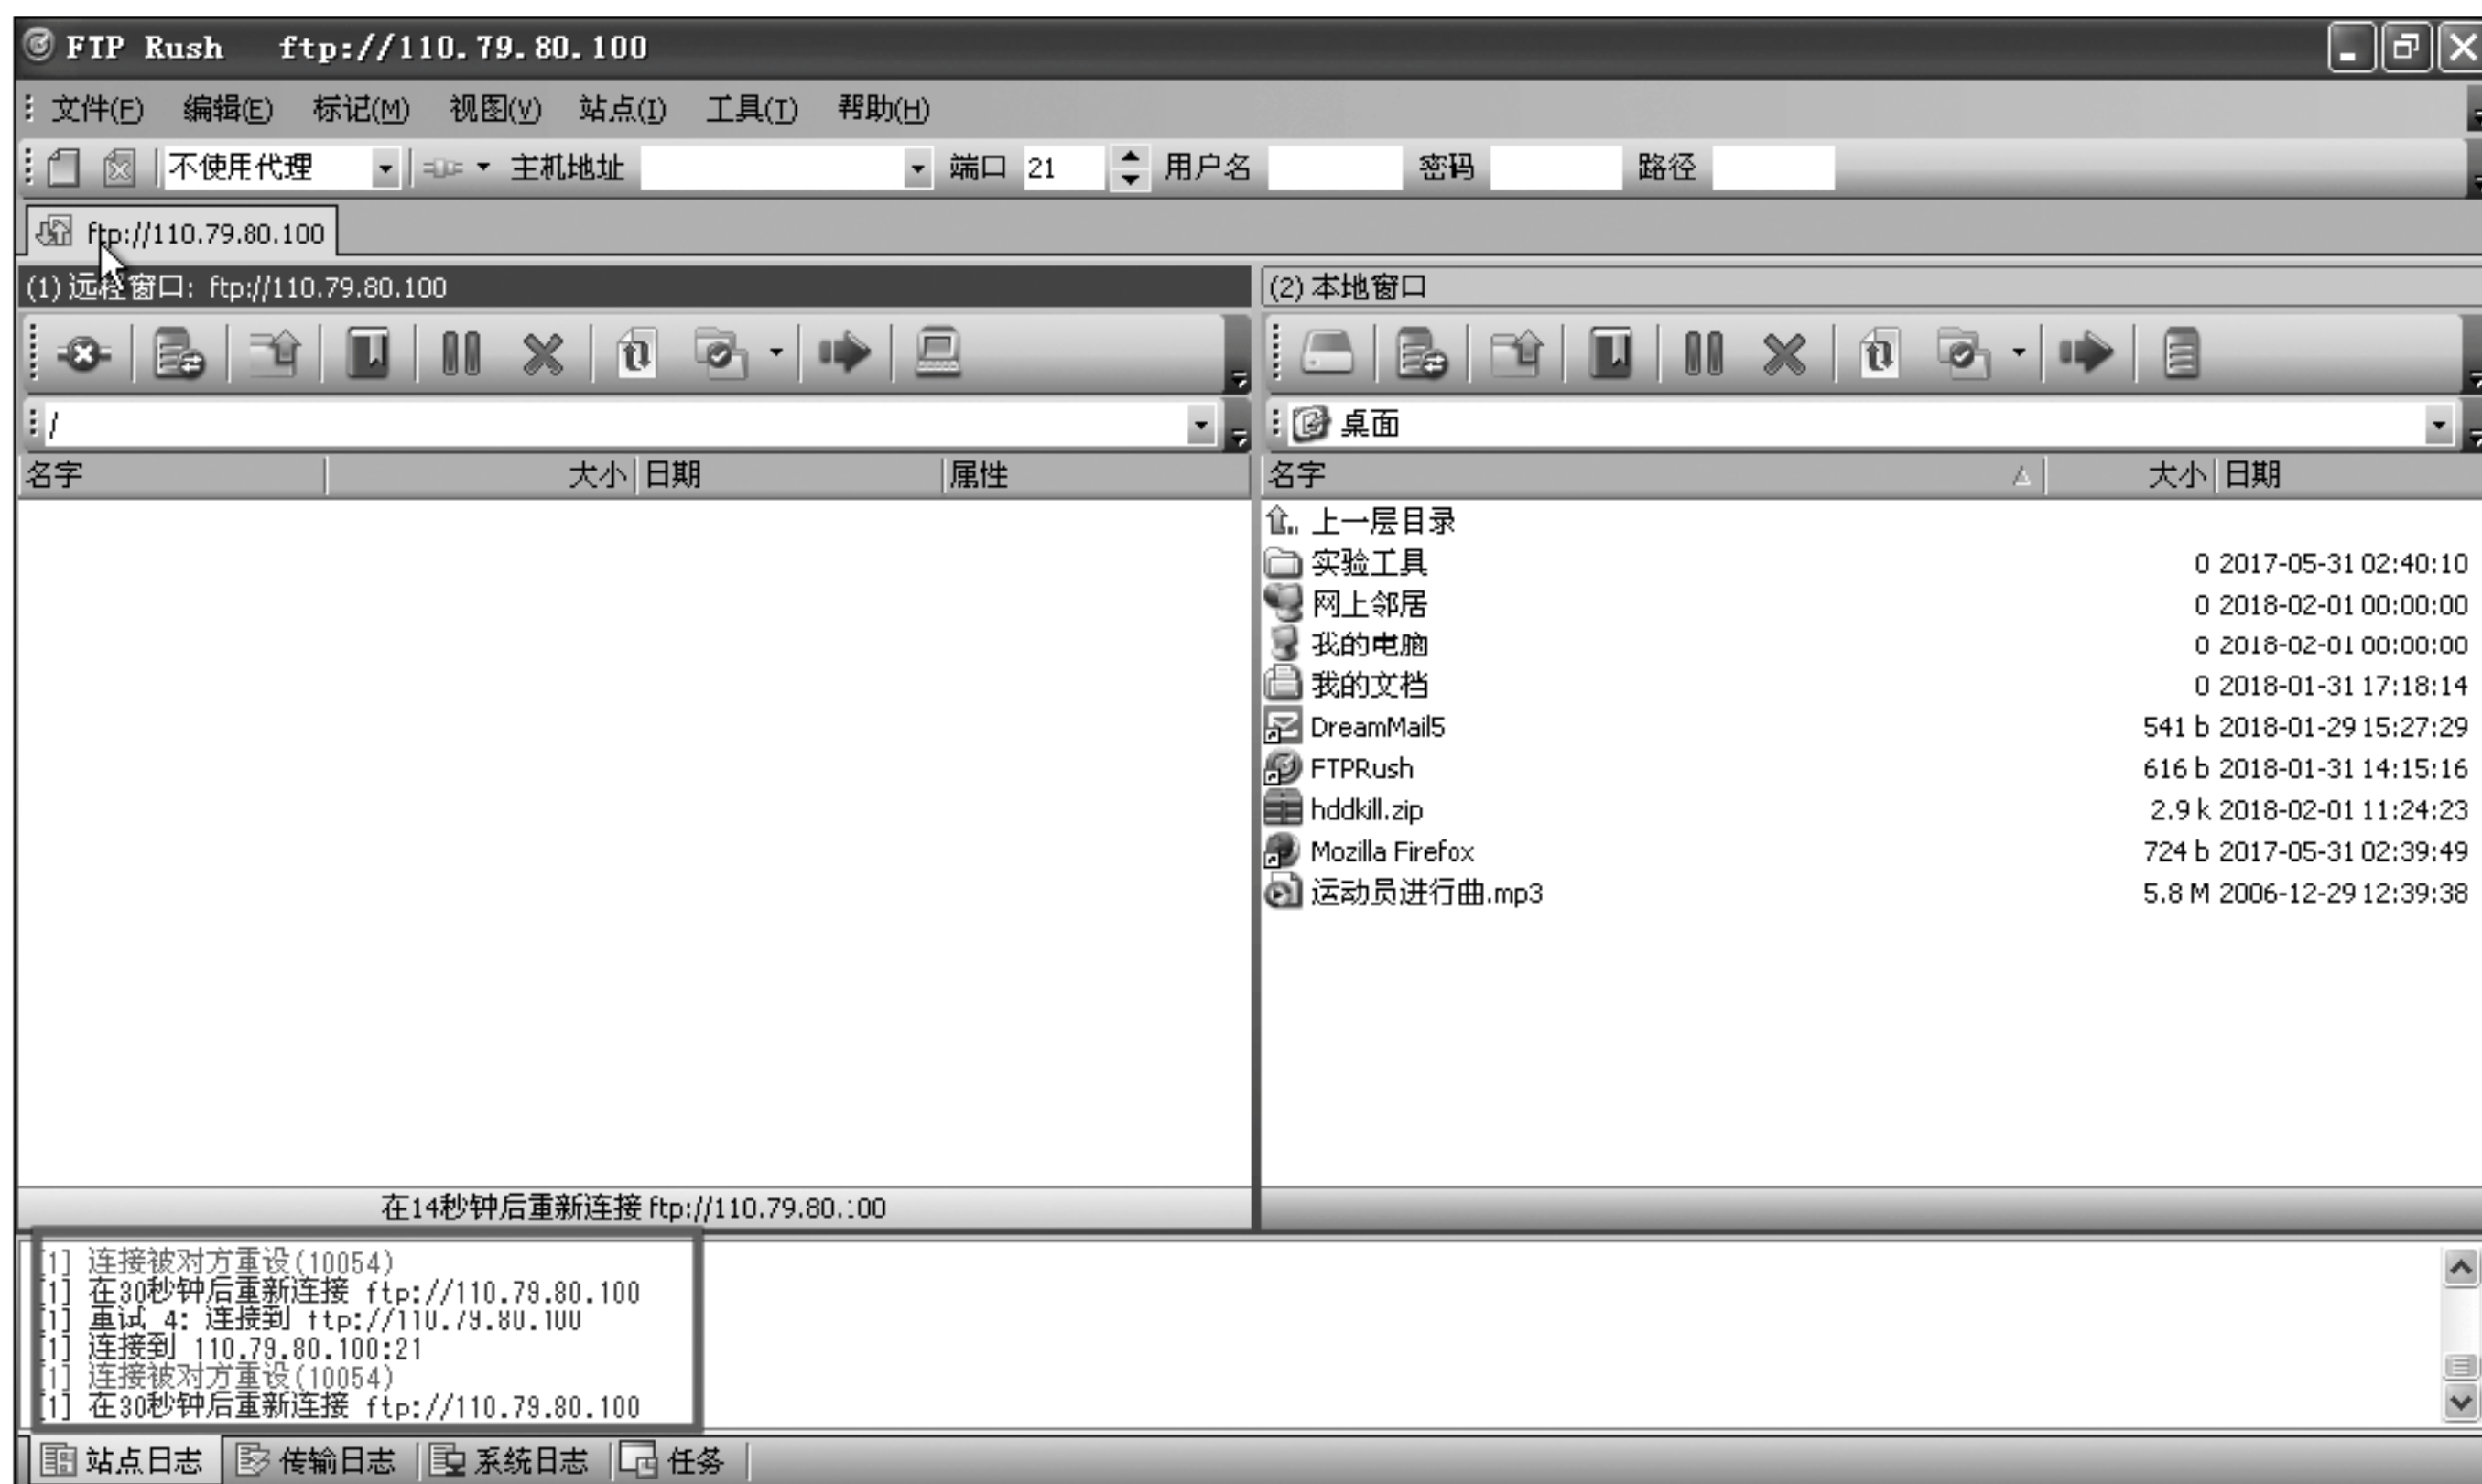 FTP Rush ftp://110.79.80.100
文件(F) 编辑(E) 标记(M) 视图(V) 站点(I) 工具(T) 帮助(H)
不使用代理 主机地址 端口 21 用户名 密码 路径
ftp://110.79.80.100
(1) 远程窗口: ftp://110.79.80.100
(2) 本地窗口
/
桌面
名字 大小 日期 属性
名字 大小 日期
上一层目录
实验工具 0 2017-05-31 02:40:10
网上邻居 0 2018-02-01 00:00:00
我的电脑 0 2018-02-01 00:00:00
我的文档 0 2018-01-31 17:18:14
DreamMail5 541 b 2018-01-29 15:27:29
FTPRush 616 b 2018-01-31 14:15:16
hddkill.zip 2.9 k 2018-02-01 11:24:23
Mozilla Firefox 724 b 2017-05-31 02:39:49
运动员进行曲.mp3 5.8 M 2006-12-29 12:39:38
在14秒钟后重新连接 ftp://110.79.80.100
[1] 连接被对方重设(10054)
[1] 在30秒钟后重新连接 ftp://110.79.80.100
[1] 重试 4: 连接到 ftp://110.79.80.100
[1] 连接到 110.79.80.100:21
[1] 连接被对方重设(10054)
[1] 在30秒钟后重新连接 ftp://110.79.80.100
站点日志 传输日志 系统日志 任务